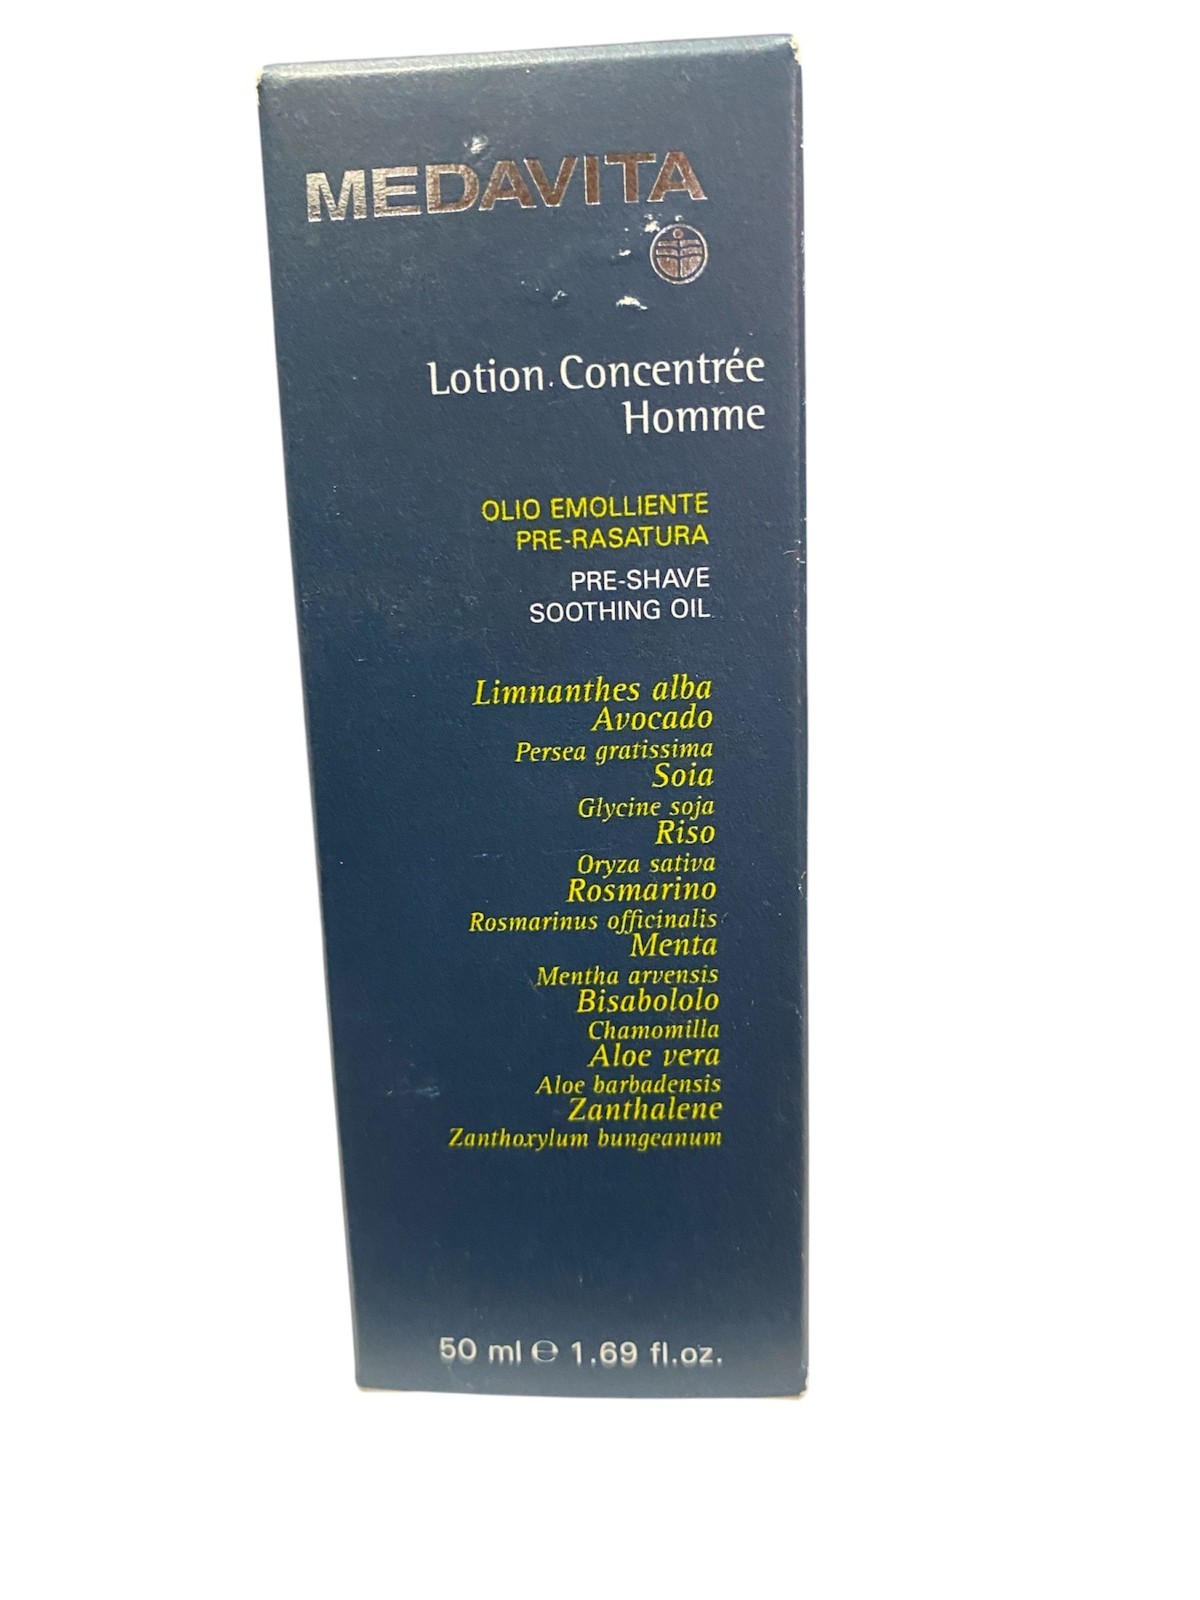 MEDAVITA
Lotion Concentrée
Homme
OLIO EMOLLIENTE
PRE-RASATURA
PRE-SHAVE
SOOTHING OIL
Limnanthes alba
Avocado
Persea gratissima
Soia
Glycine soja
Riso
Oryza sativa
Rosmarino
Rosmarinus officinalis
Menta
Mentha arvensis
Bisabololo
Chamomilla
Aloe vera
Aloe barbadensis
Zanthalene
Zanthoxylum bungeanum
50 ml ℮ 1.69 fl.oz.